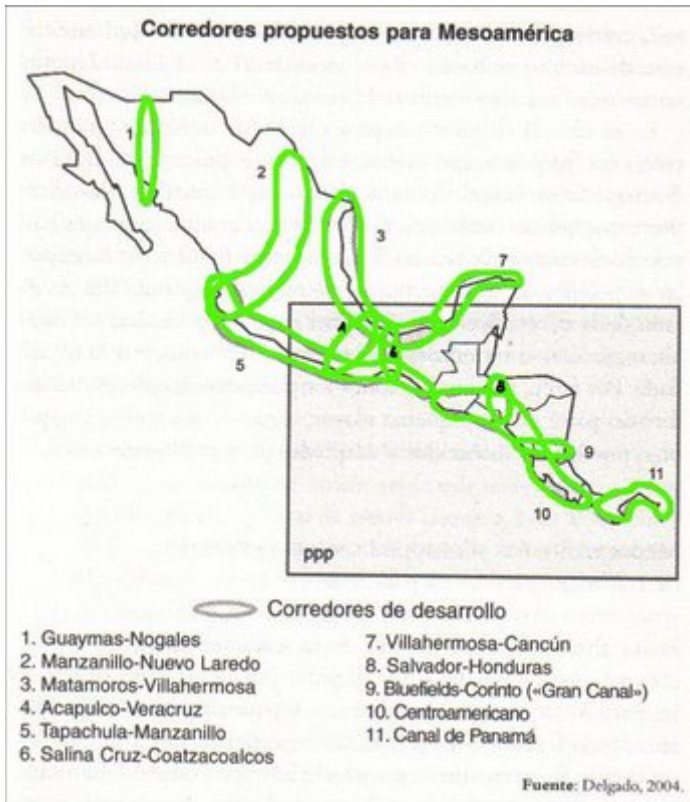 Corredores propuestos para Mesoamérica
1
2
3
7
4
6
5
8
9
11
10
ppp
Corredores de desarrollo
1. Guaymas-Nogales
2. Manzanillo-Nuevo Laredo
3. Matamoros-Villahermosa
4. Acapulco-Veracruz
5. Tapachula-Manzanillo
6. Salina Cruz-Coatzacoalcos
7. Villahermosa-Cancún
8. Salvador-Honduras
9. Bluefields-Corinto («Gran Canal»)
10. Centroamericano
11. Canal de Panamá
Fuente: Delgado, 2004.